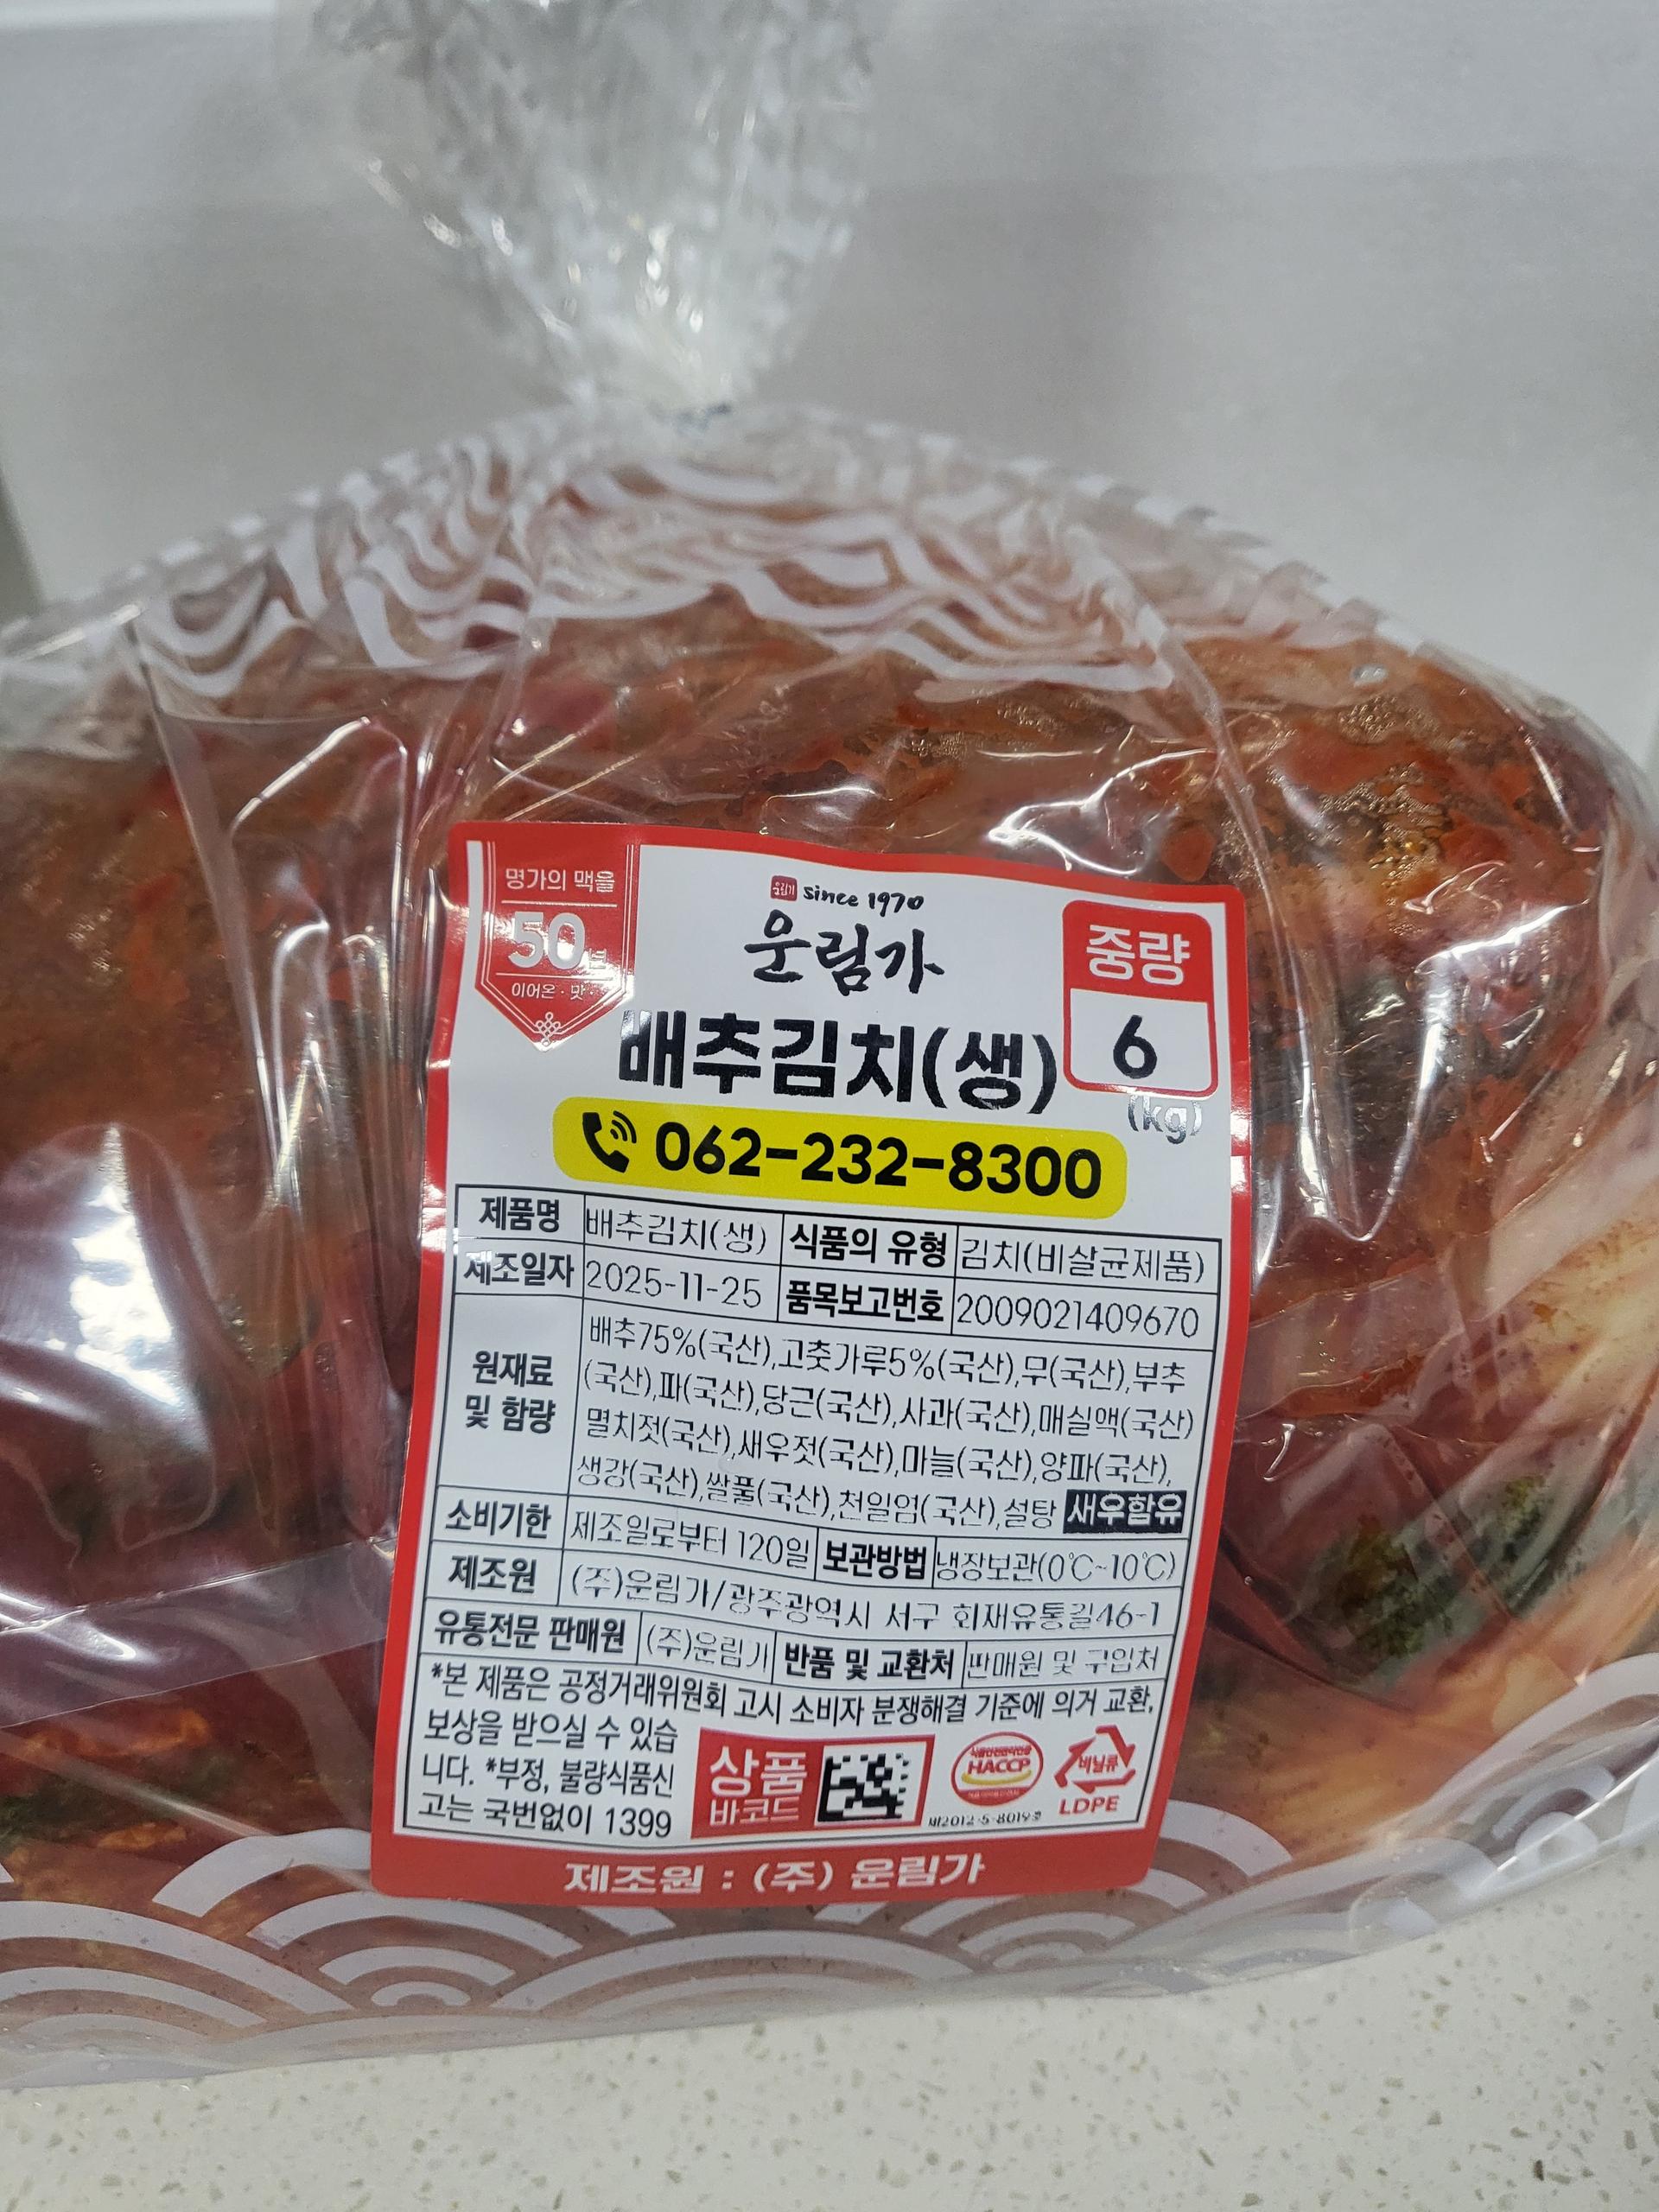 명가의 맥을
50년
이어온·맛·
운림가 since 1970
운림가
중량
6
(kg)
배추김치(생)
062-232-8300
제품명 배추김치(생) 식품의 유형 김치(비살균제품)
제조일자 2025-11-25 품목보고번호 2009021409670
원재료 및 함량
배추75%(국산),고춧가루5%(국산),무(국산),부추
(국산),파(국산),당근(국산),사과(국산),매실액(국산)
멸치젓(국산),새우젓(국산),마늘(국산),양파(국산),
생강(국산),쌀풀(국산),천일염(국산),설탕 새우함유
소비기한 제조일로부터 120일 보관방법 냉장보관(0℃~10℃)
제조원 (주)운림가/광주광역시 서구 회재유통길46-1
유통전문 판매원 (주)운림가 반품 및 교환처 판매원 및 구입처
*본 제품은 공정거래위원회 고시 소비자 분쟁해결 기준에 의거 교환,
보상을 받으실 수 있습
니다. *부정, 불량식품신
고는 국번없이 1399
상품
바코드
HACCP
제2012-5-8019호
비닐류
LDPE
제조원 : (주) 운림가